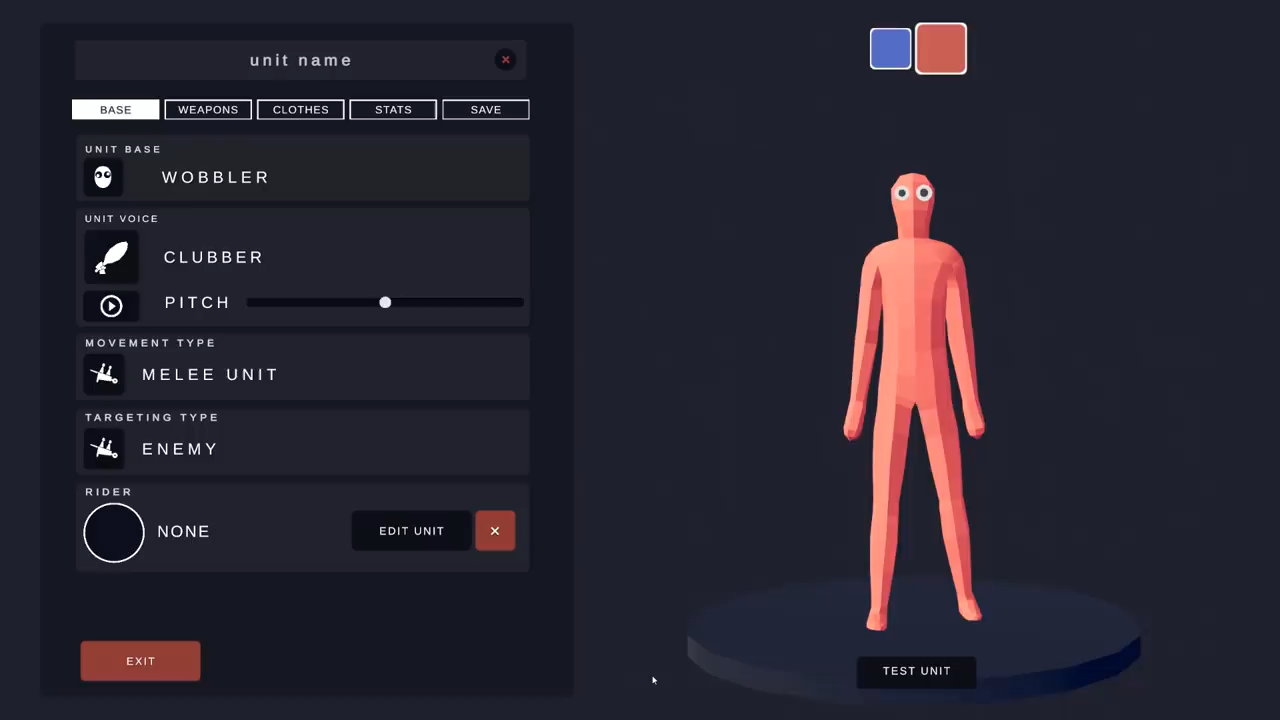 unit name
BASE WEAPONS CLOTHES STATS SAVE
UNIT BASE
WOBBLER
UNIT VOICE
CLUBBER
PITCH
MOVEMENT TYPE
MELEE UNIT
TARGETING TYPE
ENEMY
RIDER
NONE EDIT UNIT
EXIT
TEST UNIT